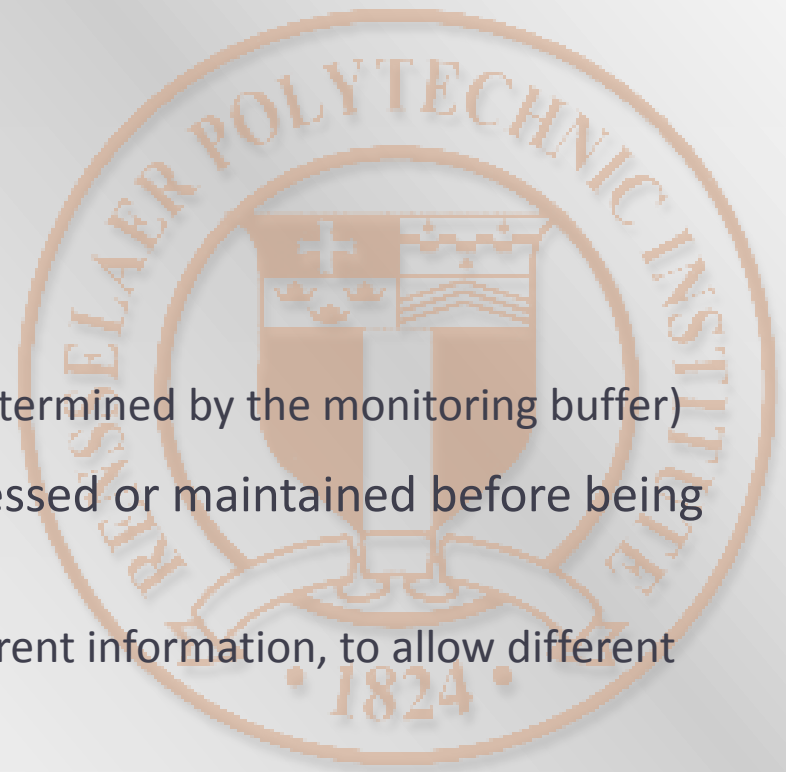 RENSSELAER POLYTECHNIC INSTITUTE
termined by the monitoring buffer)
essed or maintained before being
rent information, to allow different
• 1824 •